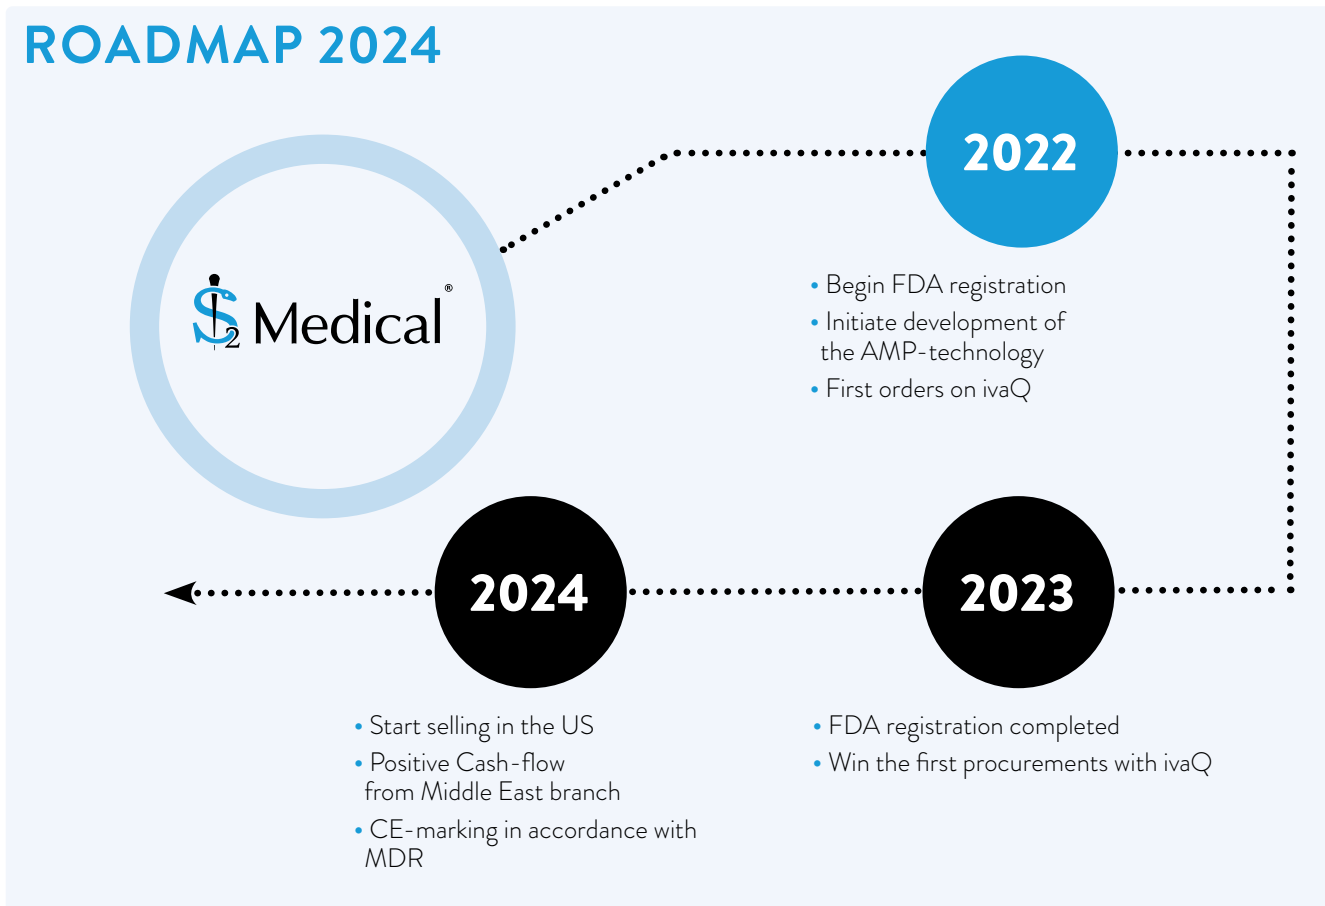 ROADMAP 2024
S2 Medical®
2022
• Begin FDA registration
• Initiate development of
the AMP-technology
• First orders on ivaQ
2023
• FDA registration completed
• Win the first procurements with ivaQ
2024
• Start selling in the US
• Positive Cash-flow
from Middle East branch
• CE-marking in accordance with
MDR